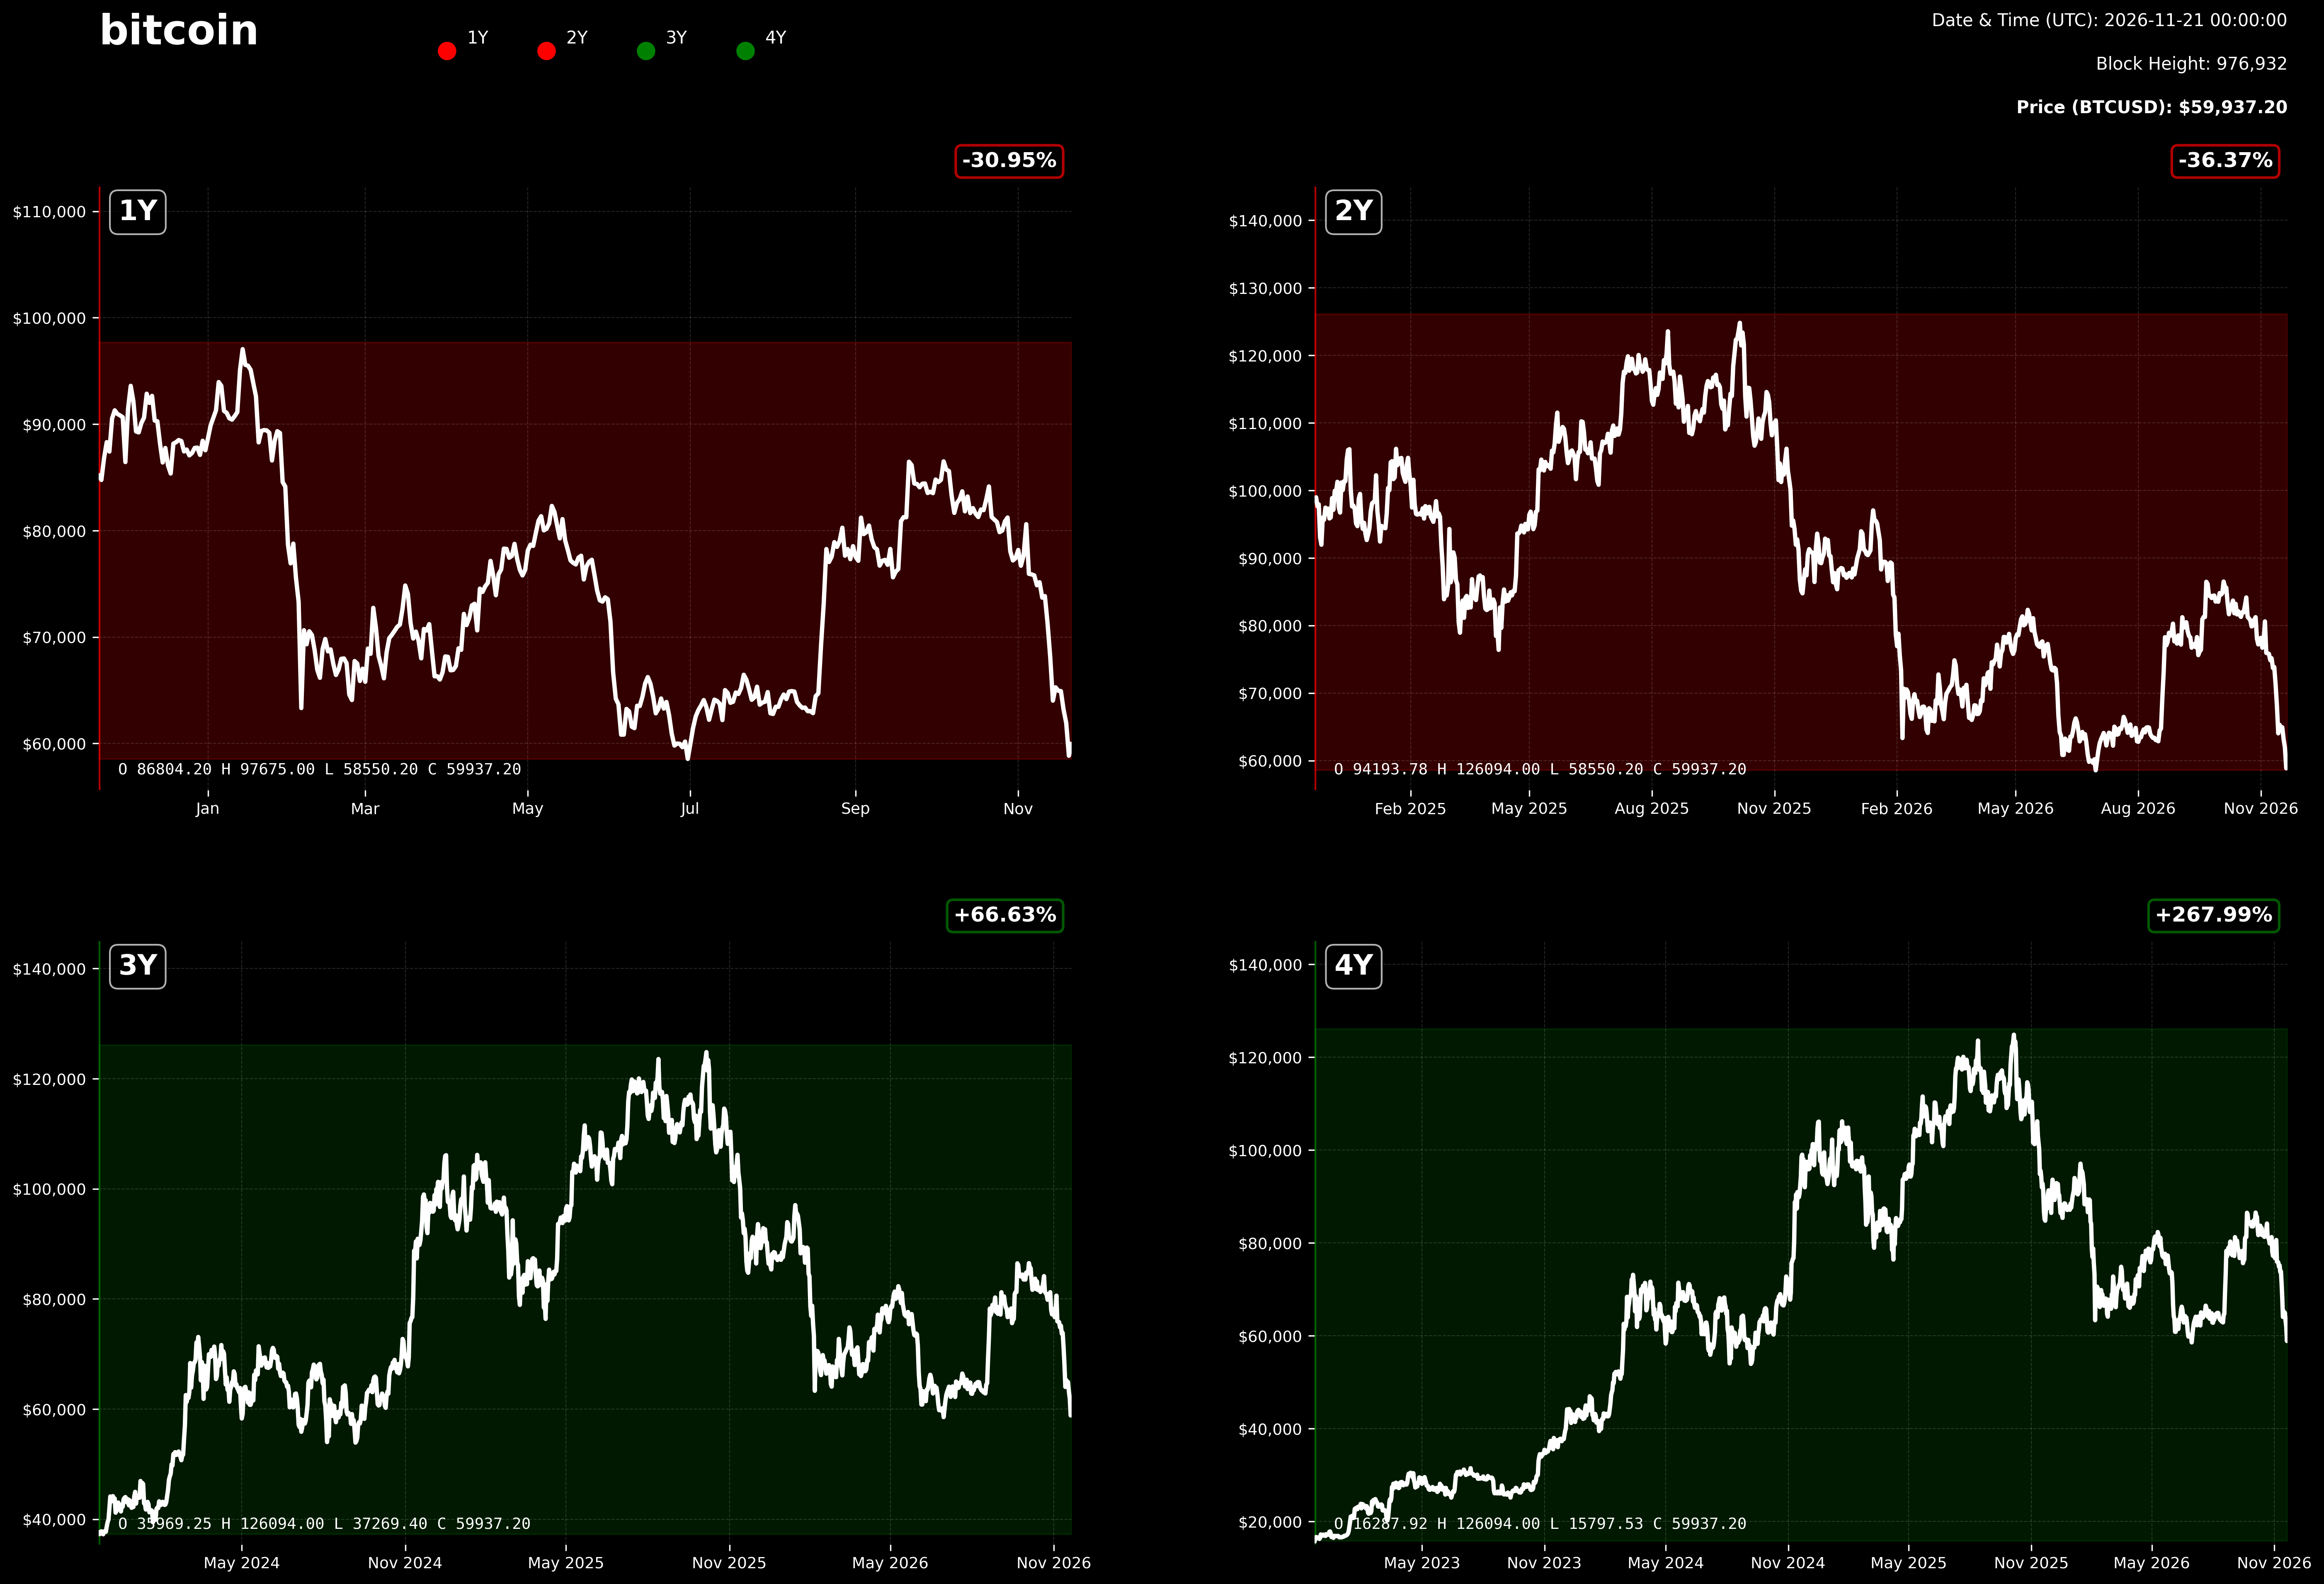 bitcoin
1Y
2Y
3Y
4Y
Date & Time (UTC): 2026-11-21 00:00:00
Block Height: 976,932
Price (BTCUSD): $59,937.20
-30.95%
1Y
$110,000
$100,000
$90,000
$80,000
$70,000
$60,000
O 86804.20 H 97675.00 L 58550.20 C 59937.20
Jan
Mar
May
Jul
Sep
Nov
-36.37%
2Y
$140,000
$130,000
$120,000
$110,000
$100,000
$90,000
$80,000
$70,000
$60,000
O 94193.78 H 126094.00 L 58550.20 C 59937.20
Feb 2025
May 2025
Aug 2025
Nov 2025
Feb 2026
May 2026
Aug 2026
Nov 2026
+66.63%
3Y
$140,000
$120,000
$100,000
$80,000
$60,000
$40,000
O 35969.25 H 126094.00 L 37269.40 C 59937.20
May 2024
Nov 2024
May 2025
Nov 2025
May 2026
Nov 2026
+267.99%
4Y
$140,000
$120,000
$100,000
$80,000
$60,000
$40,000
$20,000
O 16287.92 H 126094.00 L 15797.53 C 59937.20
May 2023
Nov 2023
May 2024
Nov 2024
May 2025
Nov 2025
May 2026
Nov 2026